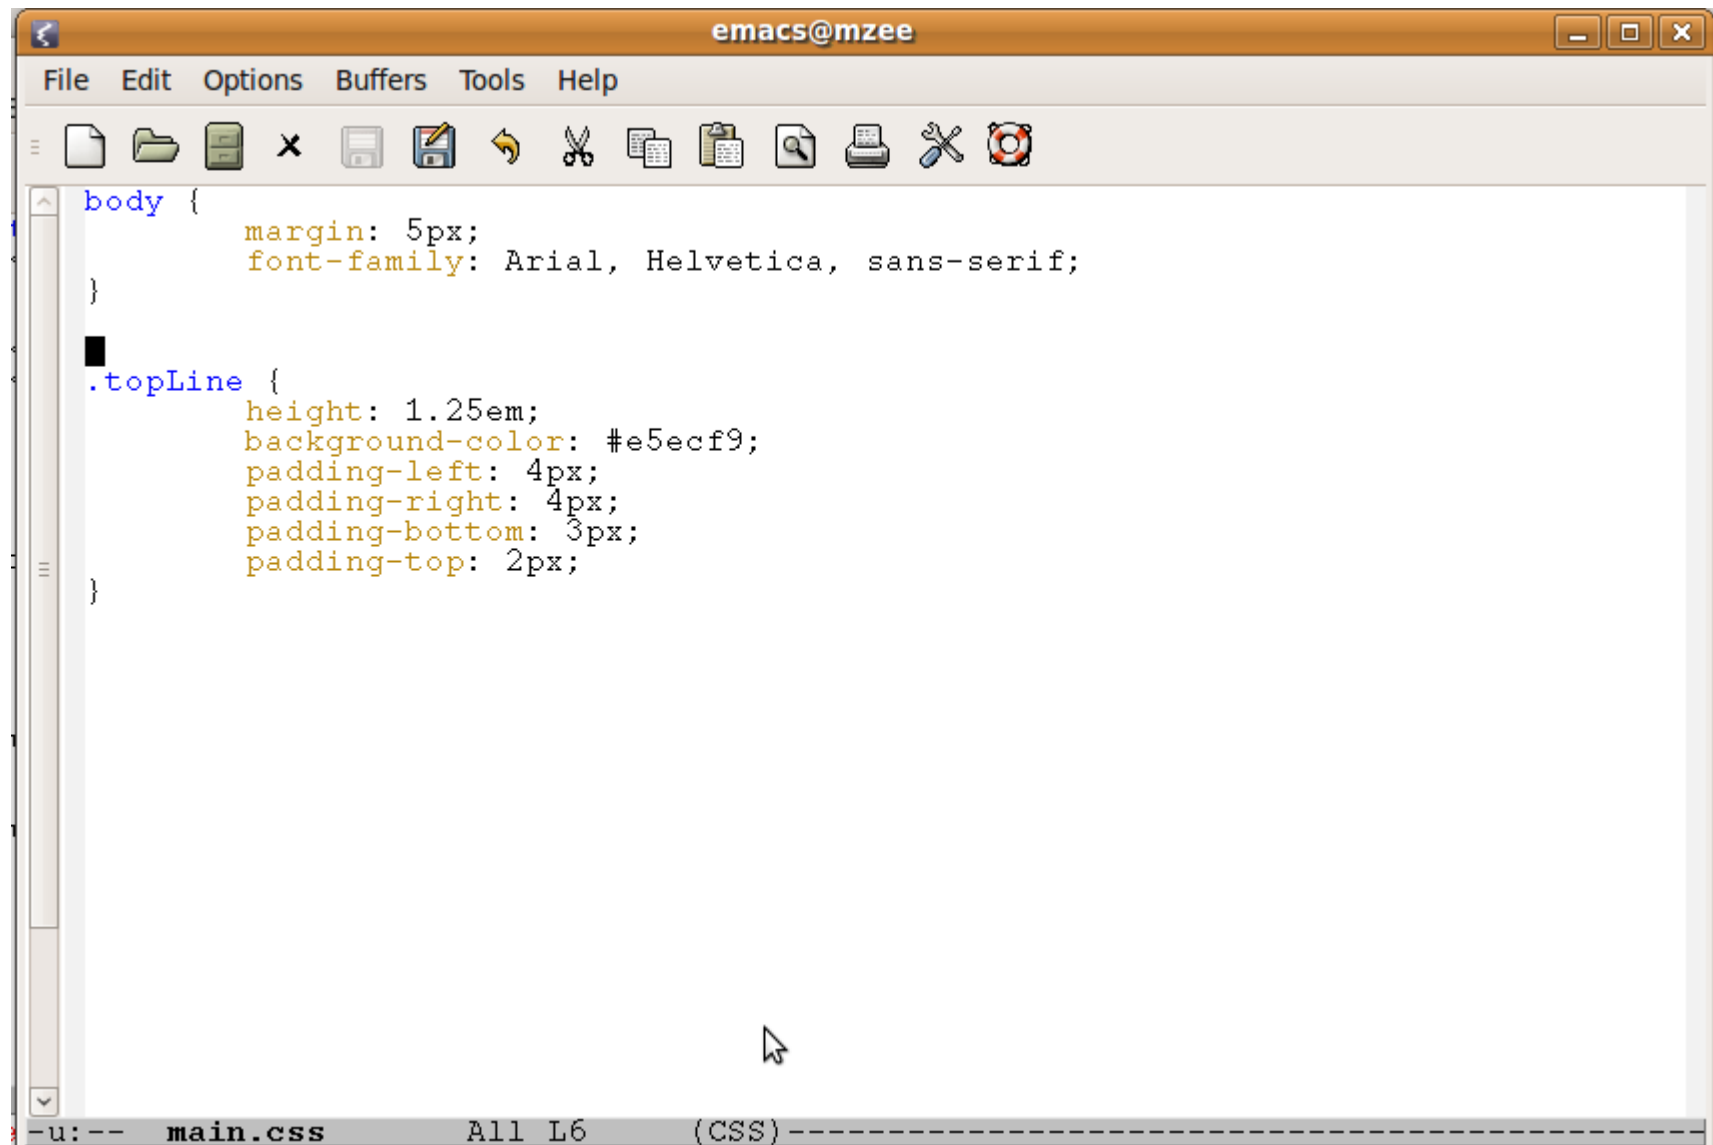 emacs@mzee
File Edit Options Buffers Tools Help
body {
        margin: 5px;
        font-family: Arial, Helvetica, sans-serif;
}


.topLine {
        height: 1.25em;
        background-color: #e5ecf9;
        padding-left: 4px;
        padding-right: 4px;
        padding-bottom: 3px;
        padding-top: 2px;
}
-u:--  main.css       All L6     (CSS)----------------------------------------------